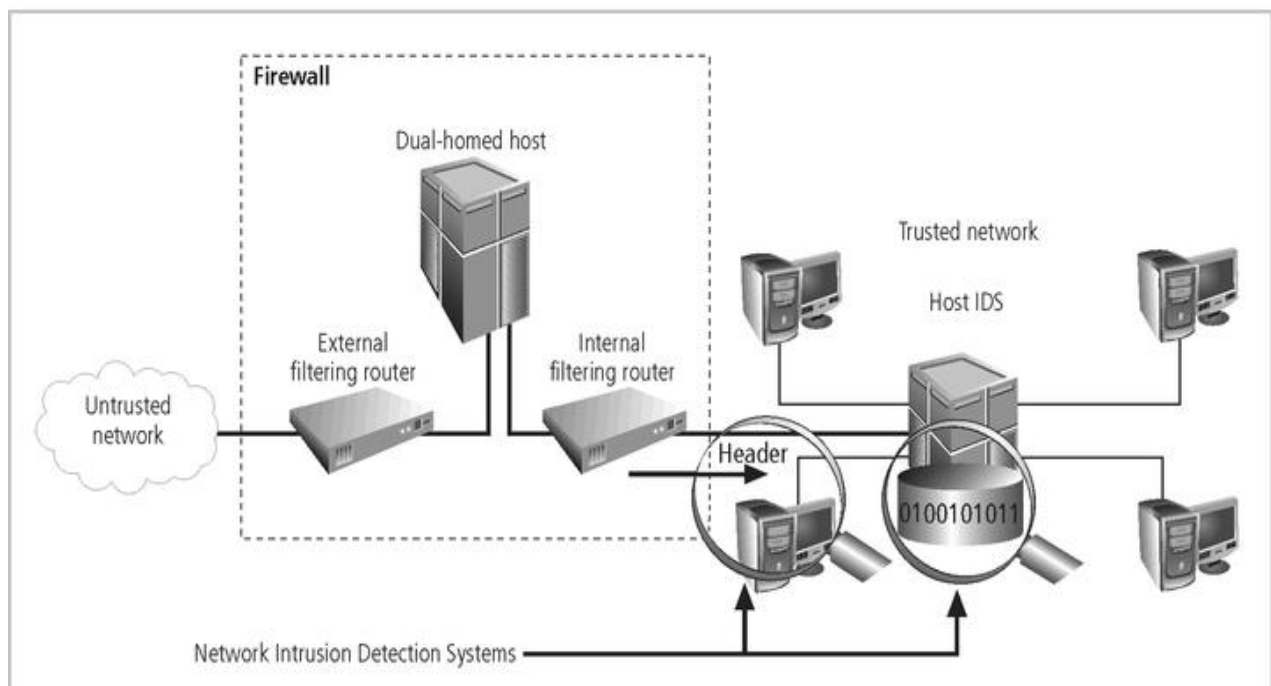 Firewall
Dual-homed host
Trusted network
Host IDS
External
filtering router
Internal
filtering router
Untrusted
network
Header
0100101011
Network Intrusion Detection Systems